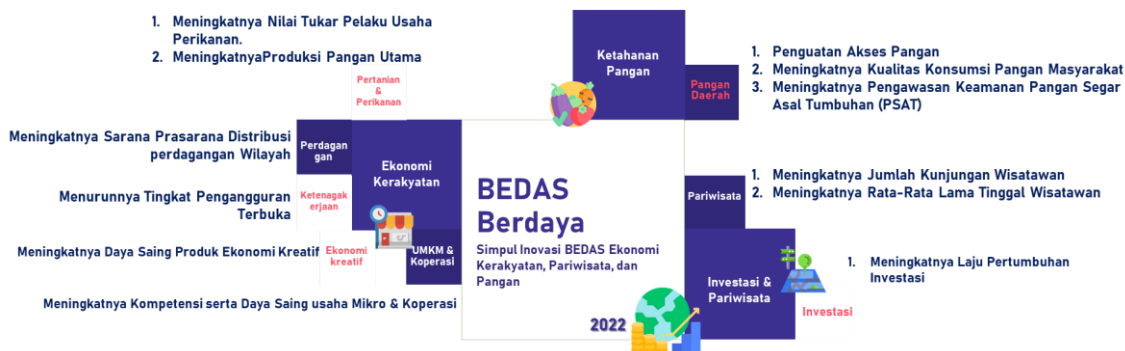 1. Meningkatnya Nilai Tukar Pelaku Usaha
Perikanan.
2. MeningkatnyaProduksi Pangan Utama
Pertanian
&
Perikanan
Meningkatnya Sarana Prasarana Distribusi
perdagangan Wilayah
Perdagan
gan
Ekonomi
Kerakyatan
Menurunnya Tingkat Pengangguran
Terbuka
Ketenagak
erjaan
Meningkatnya Daya Saing Produk Ekonomi Kreatif
Ekonomi
kreatif
UMKM &
Koperasi
Meningkatnya Kompetensi serta Daya Saing usaha Mikro & Koperasi
BEDAS
Berdaya
Simpul Inovasi BEDAS Ekonomi
Kerakyatan, Pariwisata, dan
Pangan
2022
Ketahanan
Pangan
Pangan
Daerah
1. Penguatan Akses Pangan
2. Meningkatnya Kualitas Konsumsi Pangan Masyarakat
3. Meningkatnya Pengawasan Keamanan Pangan Segar
Asal Tumbuhan (PSAT)
Pariwisata
1. Meningkatnya Jumlah Kunjungan Wisatawan
2. Meningkatnya Rata-Rata Lama Tinggal Wisatawan
Investasi &
Pariwisata
Investasi
1. Meningkatnya Laju Pertumbuhan
Investasi